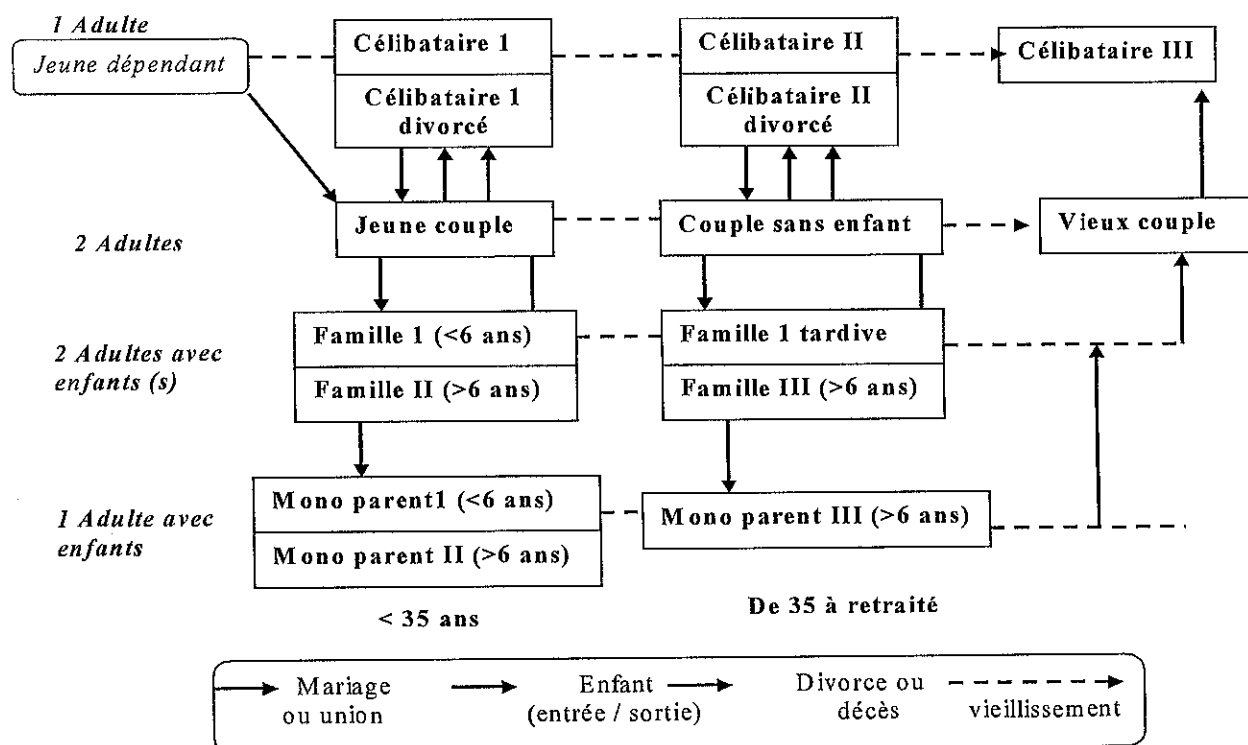 1 Adulte
Jeune dépendant
Célibataire 1
Célibataire II
Célibataire III
Célibataire 1
divorcé
Célibataire II
divorcé
2 Adultes
Jeune couple
Couple sans enfant
Vieux couple
2 Adultes avec
enfants (s)
Famille 1 (<6 ans)
Famille 1 tardive
Famille II (>6 ans)
Famille III (>6 ans)
1 Adulte avec
enfants
Mono parent1 (<6 ans)
Mono parent III (>6 ans)
Mono parent II (>6 ans)
< 35 ans
De 35 à retraité
Mariage
ou union
Enfant
(entrée / sortie)
Divorce ou
décès
vieillissement